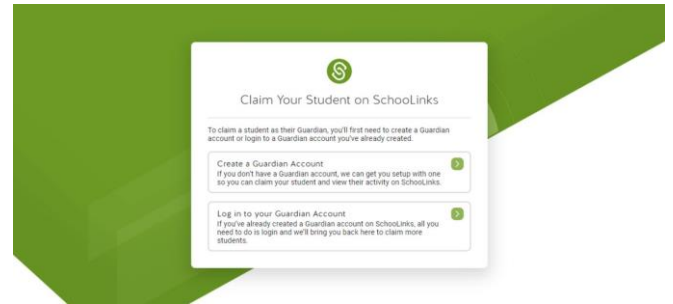 Claim Your Student on SchooLinks
To claim a student as their Guardian, you'll first need to create a Guardian
account or login to a Guardian account you've already created.
Create a Guardian Account
If you don't have a Guardian account, we can get you setup with one
so you can claim your student and view their activity on SchooLinks.
Log in to your Guardian Account
If you've already created a Guardian account on SchooLinks, all you
need to do is login and we'll bring you back here to claim more
students.